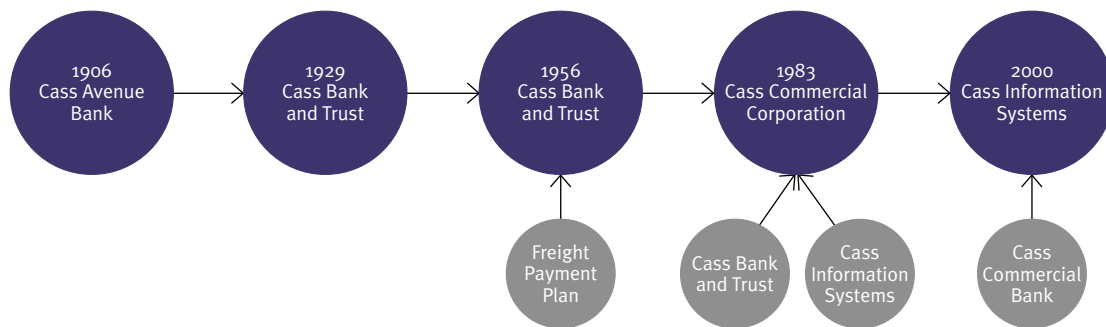 1906
Cass Avenue
Bank
1929
Cass Bank
and Trust
1956
Cass Bank
and Trust
1983
Cass Commercial
Corporation
2000
Cass Information
Systems
Freight
Payment
Plan
Cass Bank
and Trust
Cass
Information
Systems
Cass
Commercial
Bank